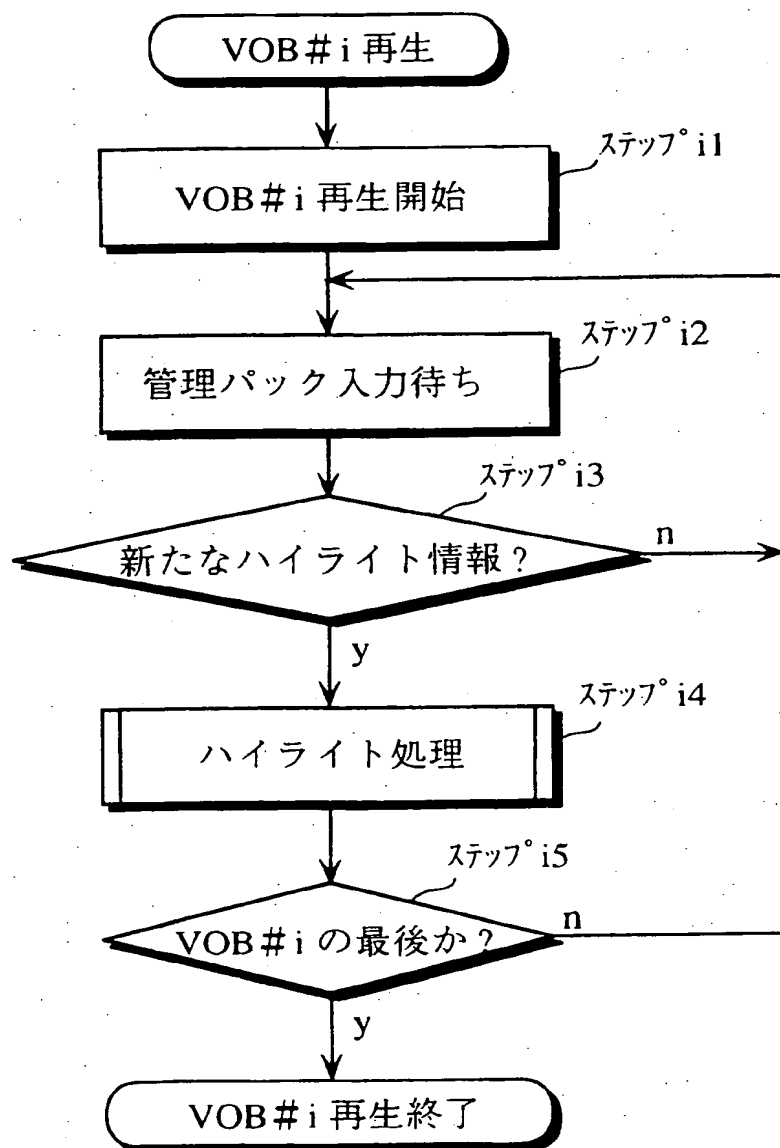 VOB＃i 再生
ステップ i1
VOB＃i 再生開始
ステップ i2
管理パック入力待ち
ステップ i3
新たなハイライト情報？
n
y
ステップ i4
ハイライト処理
ステップ i5
VOB＃i の最後か？
n
y
VOB＃i 再生終了